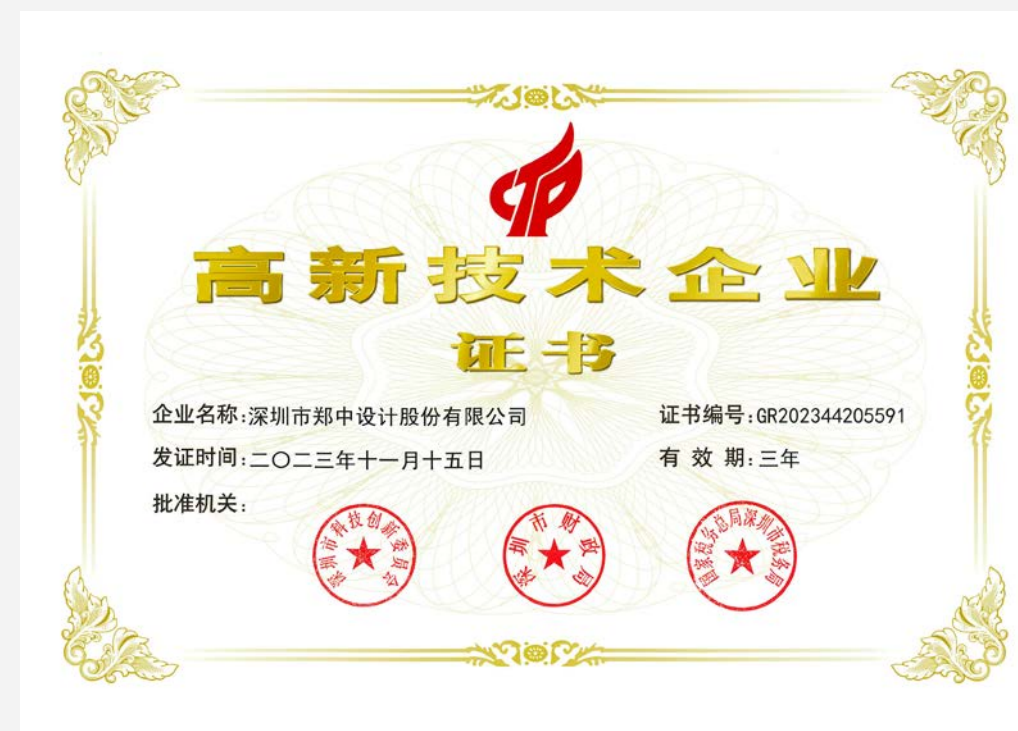 CTP
高新技术企业
证书
企业名称:深圳市郑中设计股份有限公司
证书编号:GR202344205591
发证时间:二〇二三年十一月十五日
有 效 期:三年
批准机关:
深圳市科技创新委员会
深圳市财政局
国家税务总局深圳市税务局